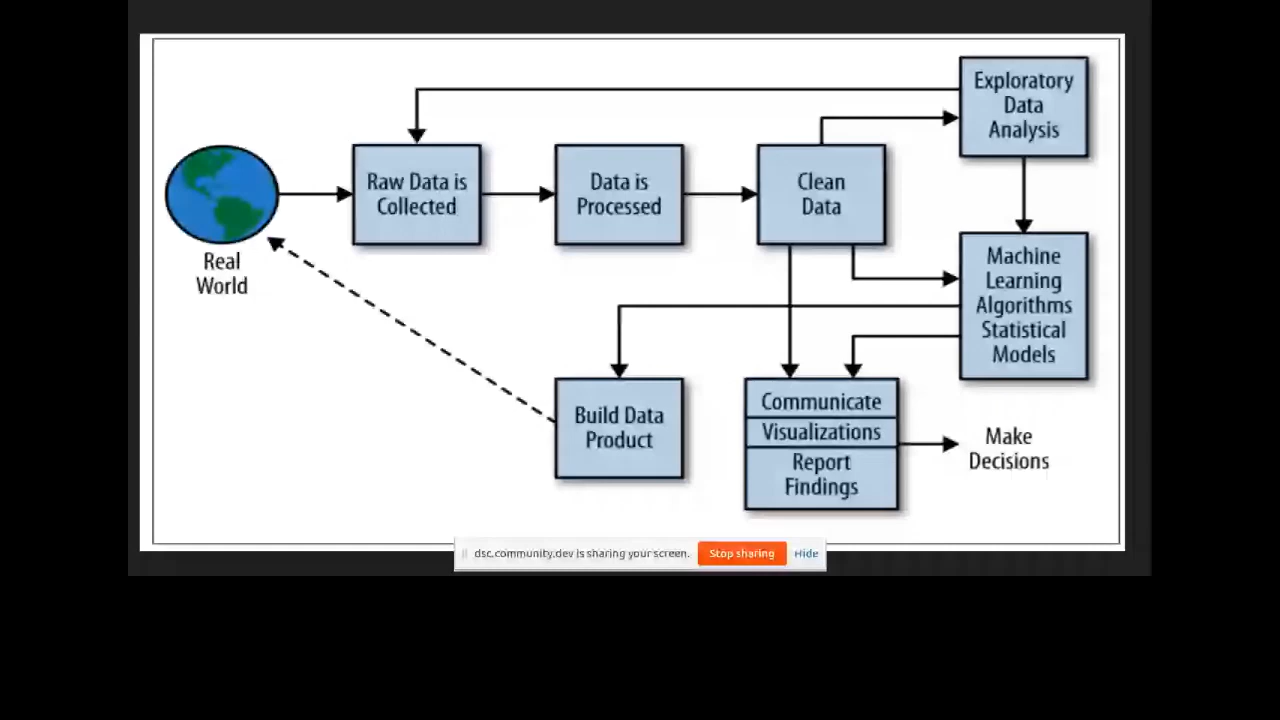 Exploratory
Data
Analysis
Raw Data is
Collected
Data is
Processed
Clean
Data
Real
World
Machine
Learning
Algorithms
Statistical
Models
Build Data
Product
Communicate
Visualizations
Report
Findings
Make
Decisions
dsc.community.dev is sharing your screen. Stop sharing Hide